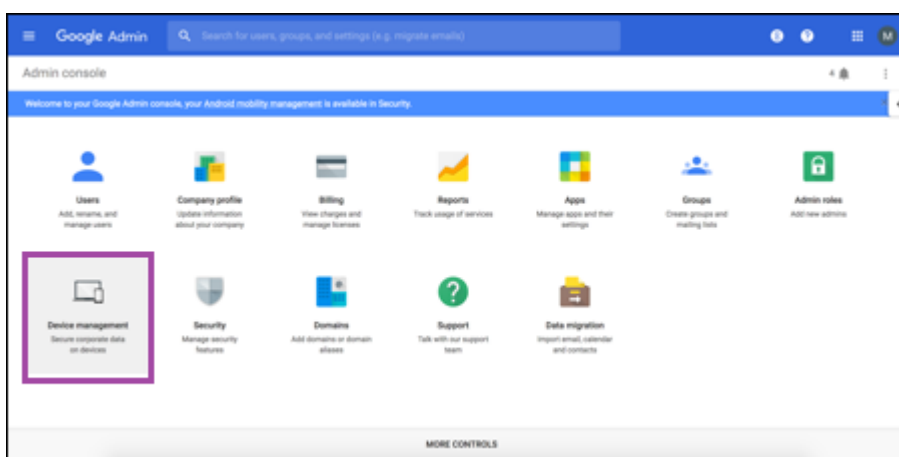 Google Admin
Search for users, groups, and settings (e.g. migrate emails)
M
Admin console
4
Welcome to your Google Admin console, your Android mobility management is available in Security.
Users
Add, rename, and
manage users
Company profile
Update information
about your company
Billing
View charges and
manage licenses
Reports
Track usage of services
Apps
Manage apps and their
settings
Groups
Create groups and
mailing lists
Admin roles
Add new admins
Device management
Secure corporate data
on devices
Security
Manage security
features
Domains
Add domains or domain
aliases
Support
Talk with our support
team
Data migration
Import email, calendar
and contacts
MORE CONTROLS